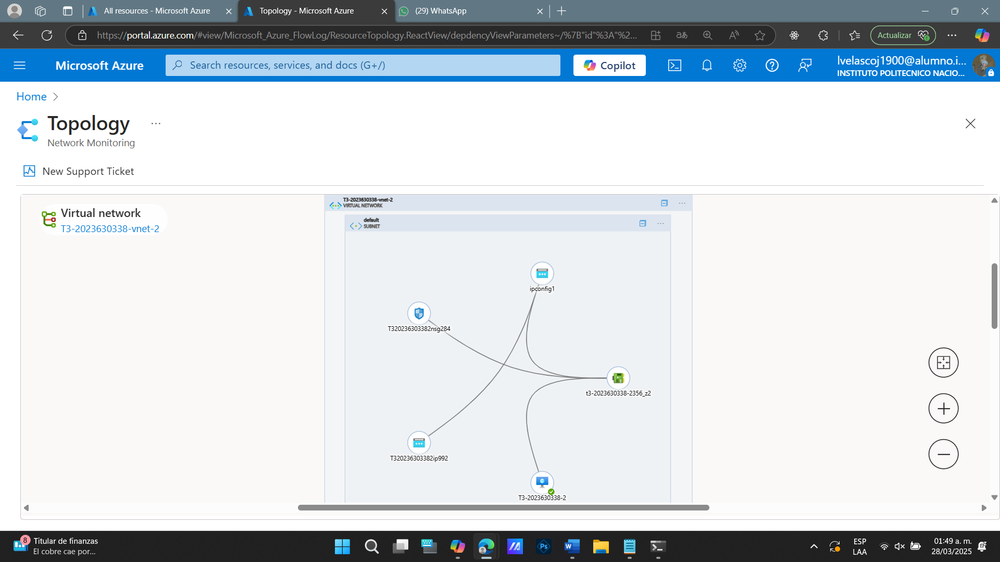 All resources - Microsoft Azure
Topology - Microsoft Azure
(29) WhatsApp
https://portal.azure.com/#view/Microsoft_Azure_FlowLog/ResourceTopology.ReactView/depdencyViewParameters~/%7B"id"%3A"%2...
Actualizar
Microsoft Azure
Search resources, services, and docs (G+/)
Copilot
lvelascoj1900@alumno.i...
INSTITUTO POLITECNICO NACIO...
Home
Topology
Network Monitoring
New Support Ticket
Virtual network
T3-2023630338-vnet-2
T3-2023630338-vnet-2
VIRTUAL NETWORK
default
SUBNET
ipconfig1
T320236303382nsg284
t3-2023630338-2356_z2
T320236303382ip992
T3-2023630338-2
8
Titular de finanzas
El cobre cae por...
ESP
LAA
01:49 a. m.
28/03/2025